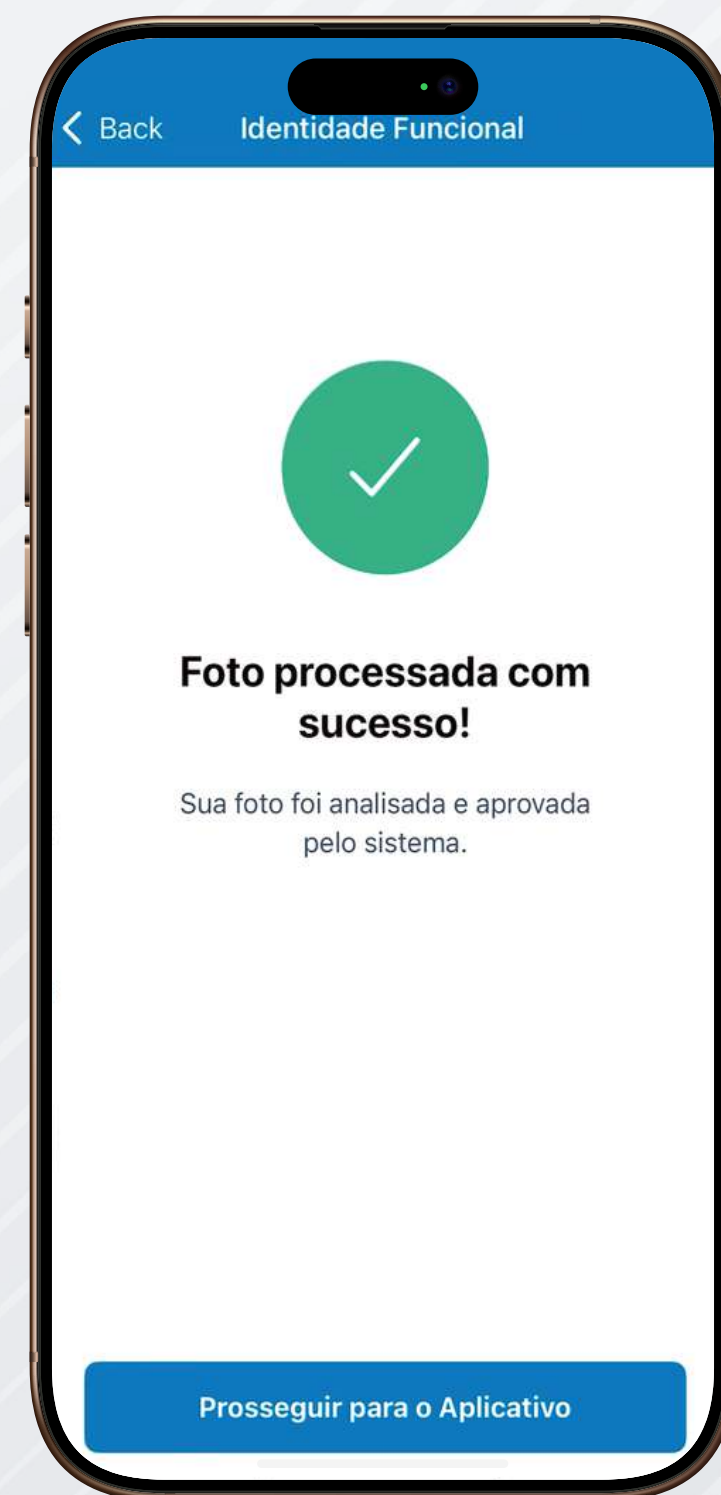 Back
Identidade Funcional
Foto processada com
sucesso!
Sua foto foi analisada e aprovada
pelo sistema.
Prosseguir para o Aplicativo